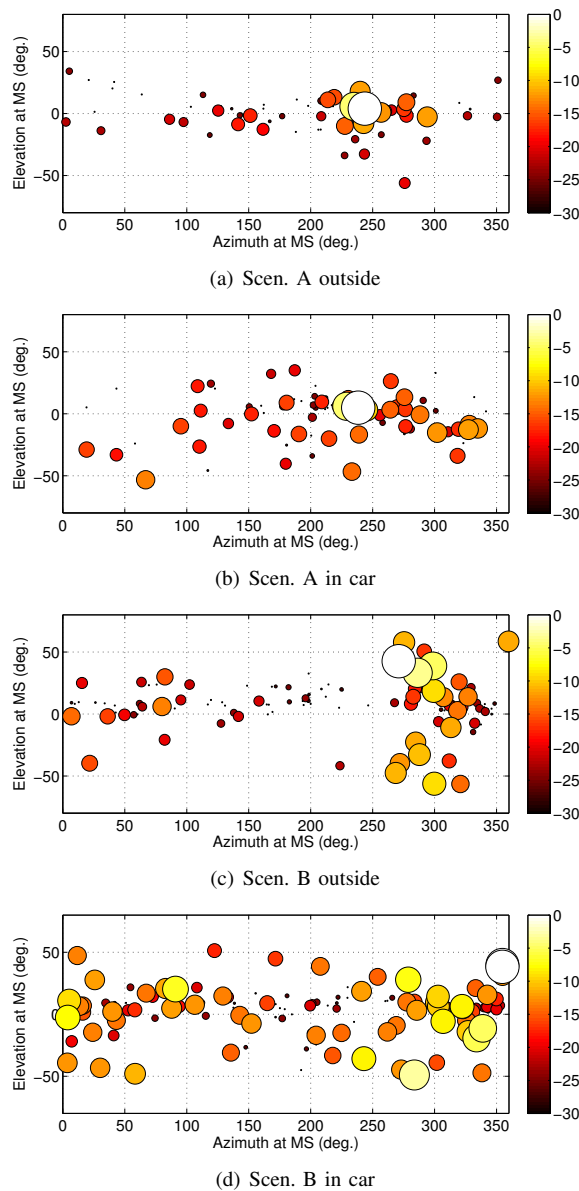 0
50
−5
−10
0
−15
−20
−50
−25
−30
0 50 100 150 200 250 300 350
Elevation at MS (deg.)
Azimuth at MS (deg.)
(a) Scen. A outside
0
50
−5
−10
0
−15
−20
−50
−25
−30
0 50 100 150 200 250 300 350
Elevation at MS (deg.)
Azimuth at MS (deg.)
(b) Scen. A in car
0
50
−5
−10
0
−15
−20
−50
−25
−30
0 50 100 150 200 250 300 350
Elevation at MS (deg.)
Azimuth at MS (deg.)
(c) Scen. B outside
0
50
−5
−10
0
−15
−20
−50
−25
−30
0 50 100 150 200 250 300 350
Elevation at MS (deg.)
Azimuth at MS (deg.)
(d) Scen. B in car